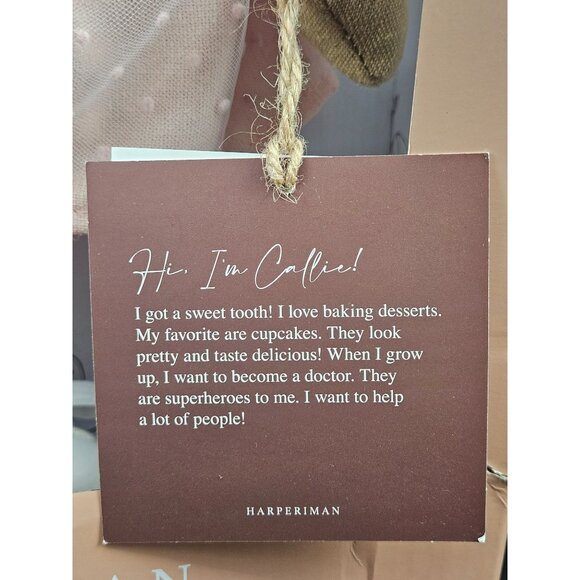 Hi, I'm Callie!
I got a sweet tooth! I love baking desserts.
My favorite are cupcakes. They look
pretty and taste delicious! When I grow
up, I want to become a doctor. They
are superheroes to me. I want to help
a lot of people!
HARPERIMAN
AN